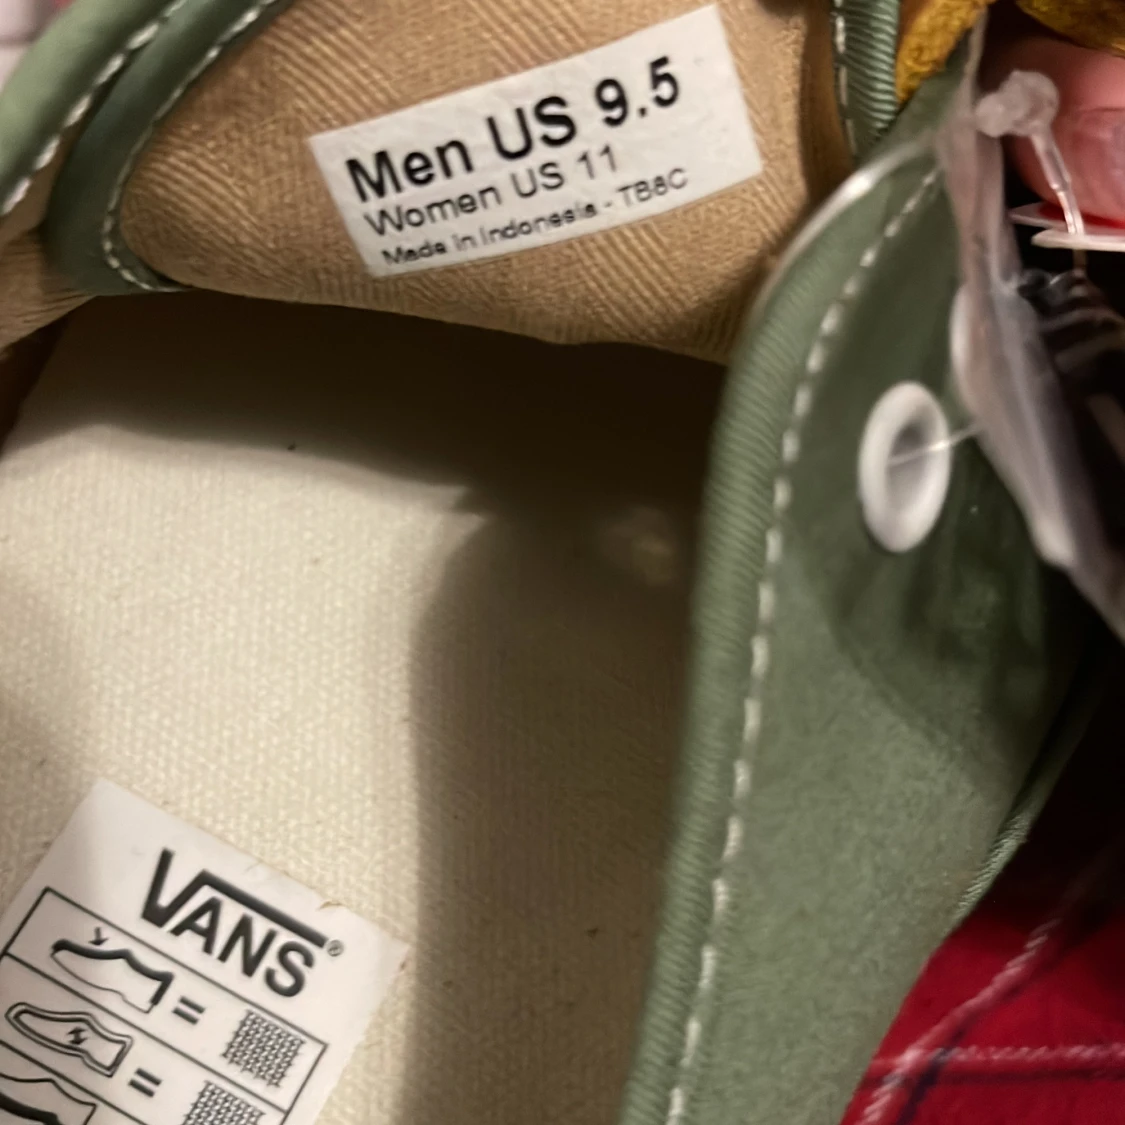 Men US 9.5
Women US 11
Made in Indonesia - TB8C
VANS®
=
=